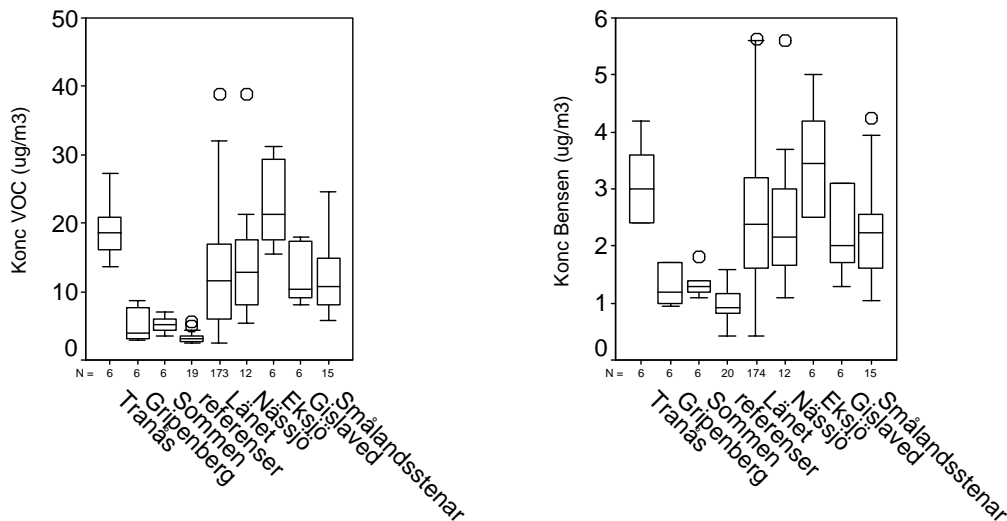 50
40
30
20
10
0
Konc VOC (ug/m3)
N = 6 6 6 19 173 12 6 6 15
Tranås
Gripenberg
Sommen
referenser
Länet
Nässjö
Eksjö
Gislaved
Smålandsstenar
6
5
4
3
2
1
0
Konc Bensen (ug/m3)
N = 6 6 6 20 174 12 6 6 15
Tranås
Gripenberg
Sommen
referenser
Länet
Nässjö
Eksjö
Gislaved
Smålandsstenar